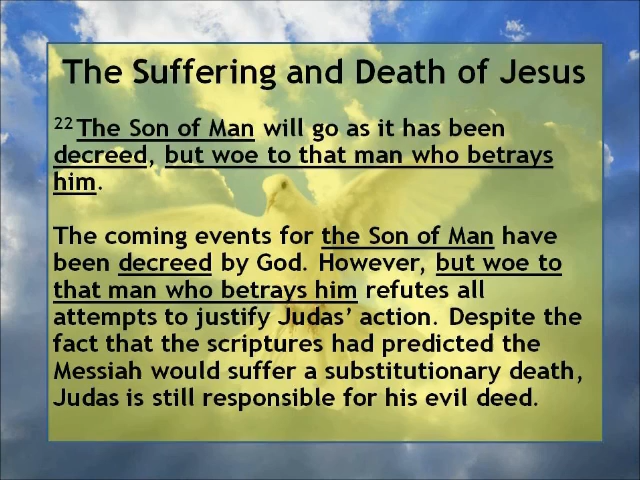 The Suffering and Death of Jesus
22 The Son of Man will go as it has been
decreed, but woe to that man who betrays
him.
The coming events for the Son of Man have
been decreed by God. However, but woe to
that man who betrays him refutes all
attempts to justify Judas’ action. Despite the
fact that the scriptures had predicted the
Messiah would suffer a substitutionary death,
Judas is still responsible for his evil deed.